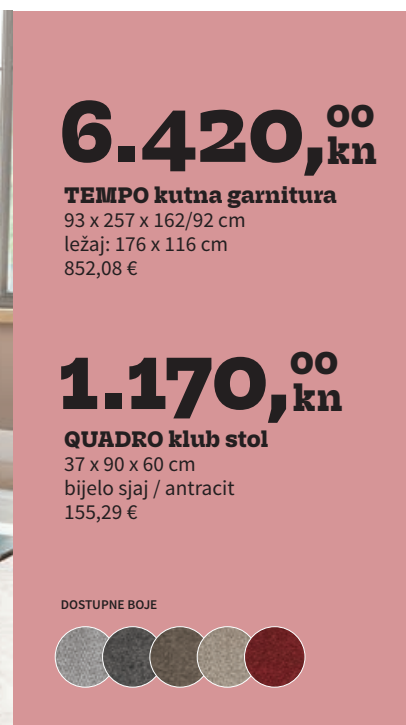 6.420,00 kn
TEMPO kutna garnitura
93 x 257 x 162/92 cm
ležaj: 176 x 116 cm
852,08 €
1.170,00 kn
QUADRO klub stol
37 x 90 x 60 cm
bijelo sjaj / antracit
155,29 €
DOSTUPNE BOJE